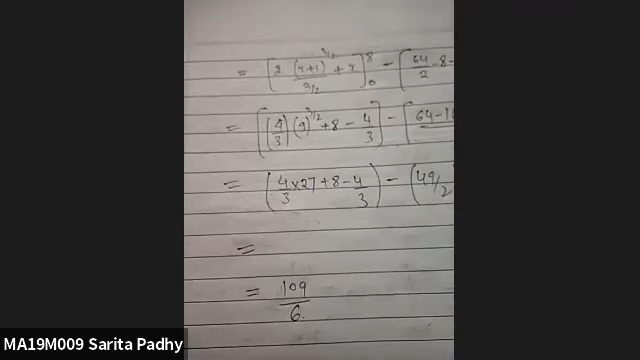 = [2 (x+1)^3/2 / 3/2 + x]_0^8 - [64/2 - 8 -
= [(4/3)(9)^3/2 + 8 - 4/3] - [64-1
= (4/3 × 27 + 8 - 4/3) - (49/2
=
= 109/6.
MA19M009 Sarita Padhy